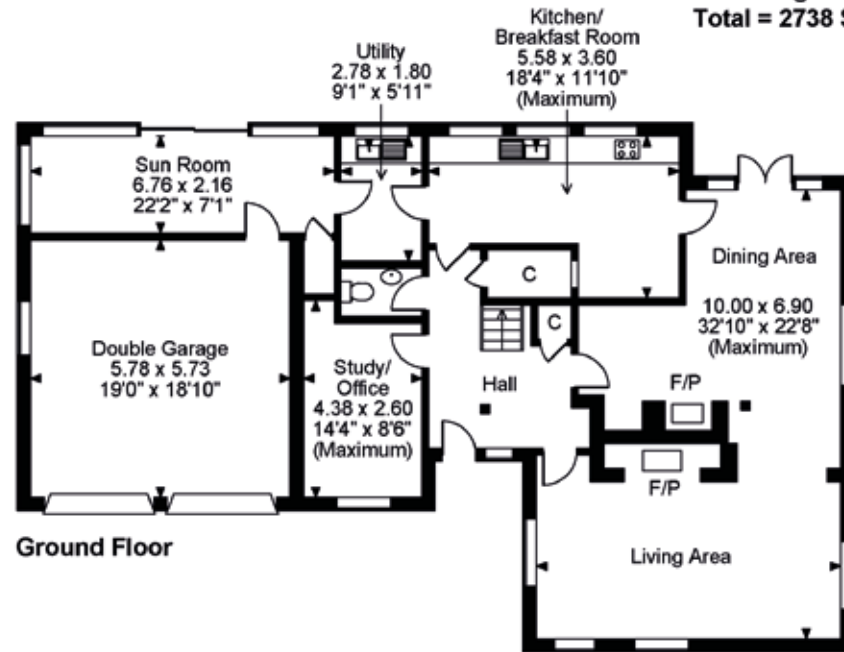 Total = 2738 S
Kitchen/
Breakfast Room
5.58 x 3.60
18'4" x 11'10"
(Maximum)
Utility
2.78 x 1.80
9'1" x 5'11"
Sun Room
6.76 x 2.16
22'2" x 7'1"
Dining Area
10.00 x 6.90
32'10" x 22'8"
(Maximum)
C
C
Double Garage
5.78 x 5.73
19'0" x 18'10"
Study/
Office
4.38 x 2.60
14'4" x 8'6"
(Maximum)
Hall
F/P
F/P
Living Area
Ground Floor